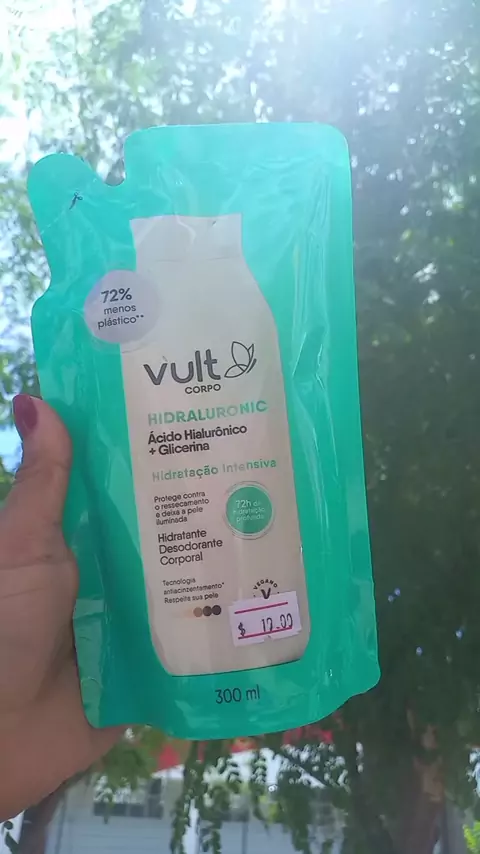 72%
menos
plástico**
vult
CORPO
HIDRALURONIC
Ácido Hialurônico
+ Glicerina
Hidratação Intensiva
Protege contra
o ressecamento
e deixa a pele
iluminada
72h de
hidratação
profunda
Hidratante
Desodorante
Corporal
Tecnologia
antiacinzentamento*
Respeita sua pele
VEGANO
V
$ 12.00
300 ml